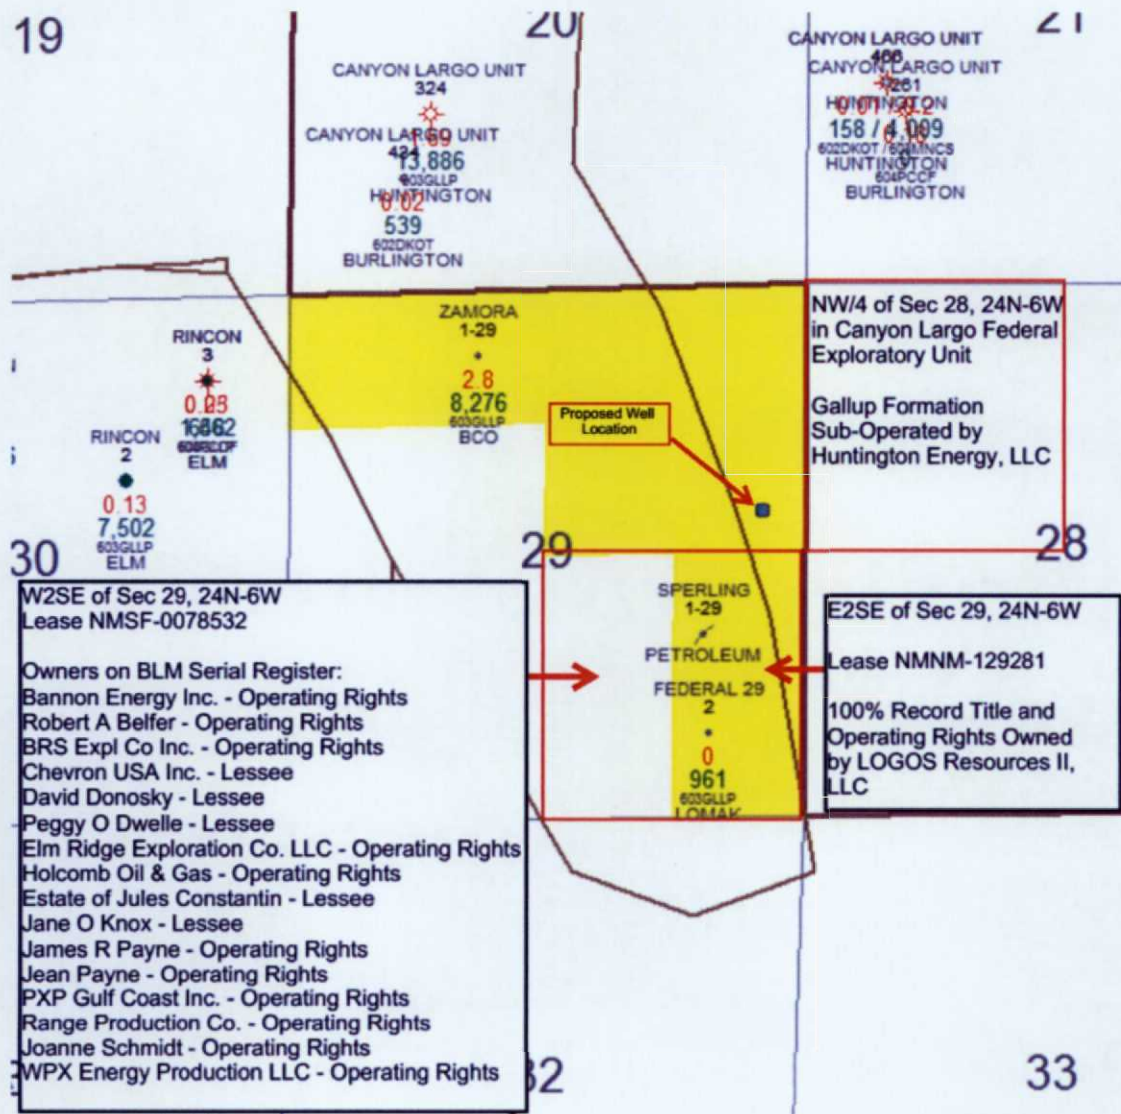 19
20
21
CANYON LARGO UNIT
324
CANYON LARGO UNIT
424
13,886
603GLLP
HUNTINGTON
0.02
539
602DKOT
BURLINGTON
CANYON LARGO UNIT
CANYON LARGO UNIT
261
HUNTINGTON
158 / 4,009
HUNTINGTON
604PCCF
BURLINGTON
ZAMORA
1-29
2.8
8,276
603GLLP
BCO
RINCON
3
ELM
RINCON
2
0.13
7,502
603GLLP
ELM
Proposed Well
Location
NW/4 of Sec 28, 24N-6W
in Canyon Largo Federal
Exploratory Unit
Gallup Formation
Sub-Operated by
Huntington Energy, LLC
30
29
28
SPERLING
1-29
PETROLEUM
FEDERAL 29
2
0
961
603GLLP
LOMAK
W2SE of Sec 29, 24N-6W
Lease NMSF-0078532
Owners on BLM Serial Register:
Bannon Energy Inc. - Operating Rights
Robert A Belfer - Operating Rights
BRS Expl Co Inc. - Operating Rights
Chevron USA Inc. - Lessee
David Donosky - Lessee
Peggy O Dwelle - Lessee
Elm Ridge Exploration Co. LLC - Operating Rights
Holcomb Oil & Gas - Operating Rights
Estate of Jules Constantin - Lessee
Jane O Knox - Lessee
James R Payne - Operating Rights
Jean Payne - Operating Rights
PXP Gulf Coast Inc. - Operating Rights
Range Production Co. - Operating Rights
Joanne Schmidt - Operating Rights
WPX Energy Production LLC - Operating Rights
E2SE of Sec 29, 24N-6W
Lease NMNM-129281
100% Record Title and
Operating Rights Owned
by LOGOS Resources II,
LLC
32
33